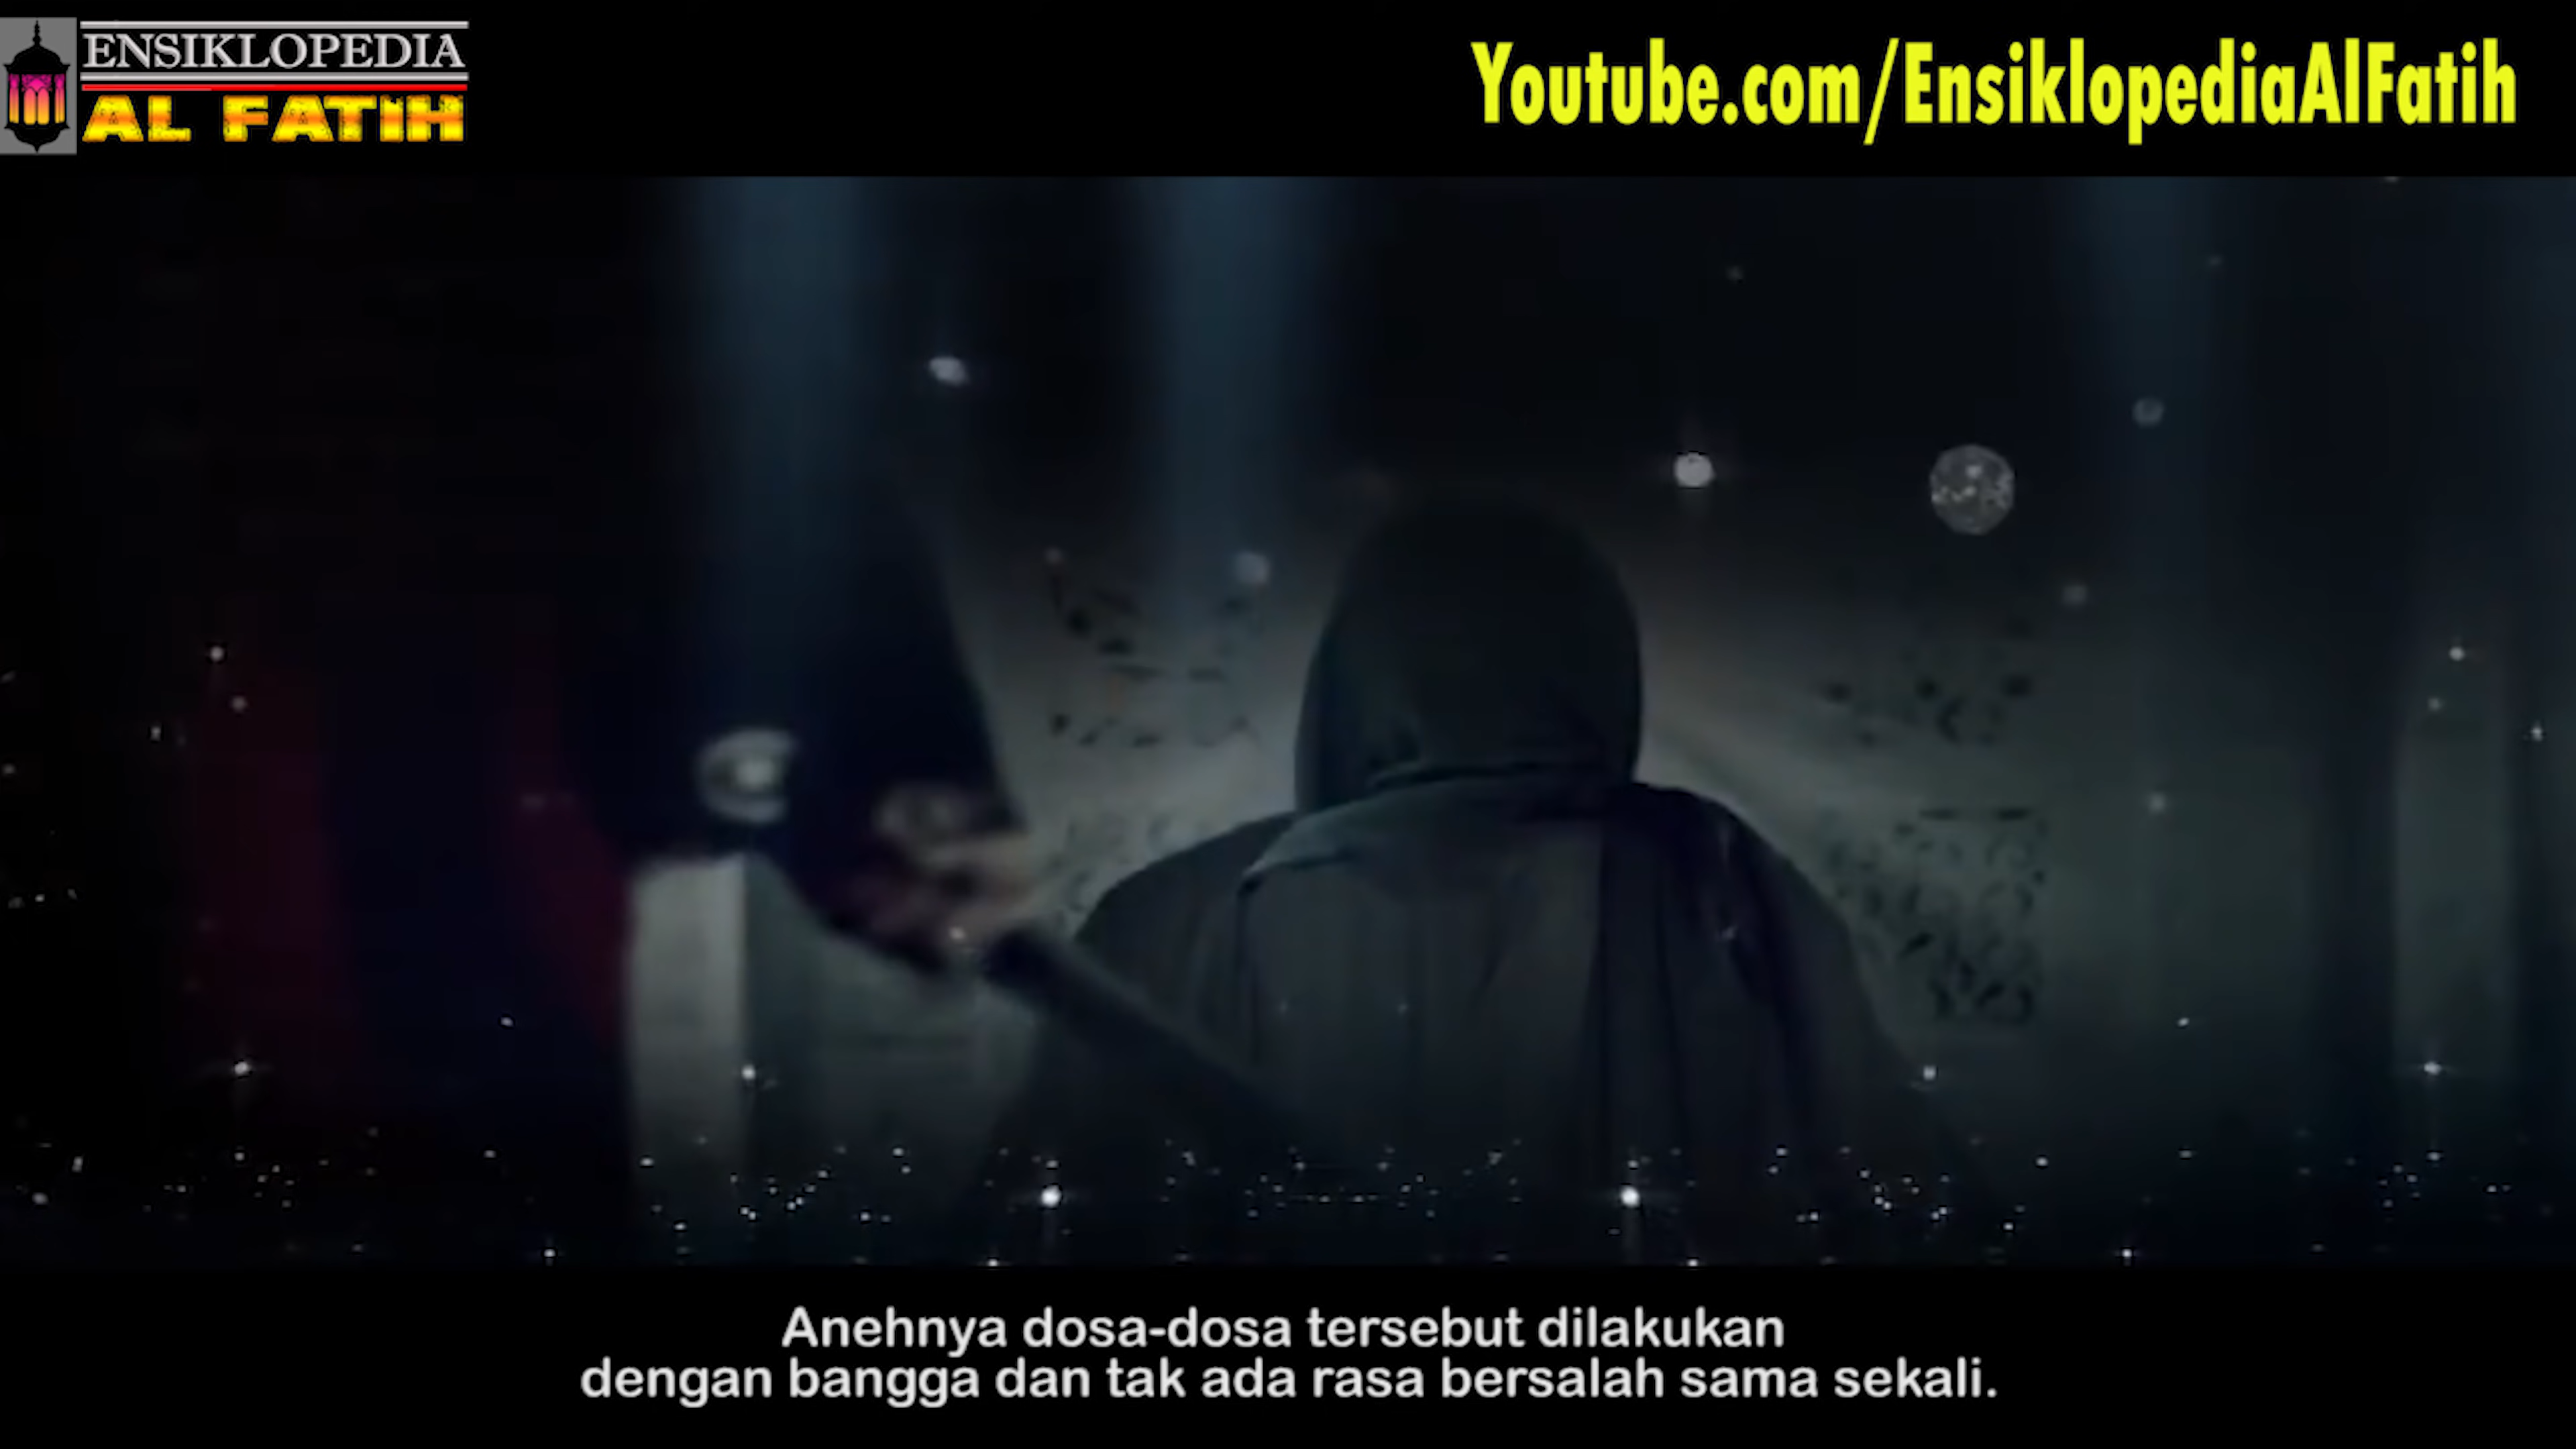 ENSIKLOPEDIA
AL FATIH
Youtube.com/EnsiklopediaAlFatih
Anehnya dosa-dosa tersebut dilakukan
dengan bangga dan tak ada rasa bersalah sama sekali.